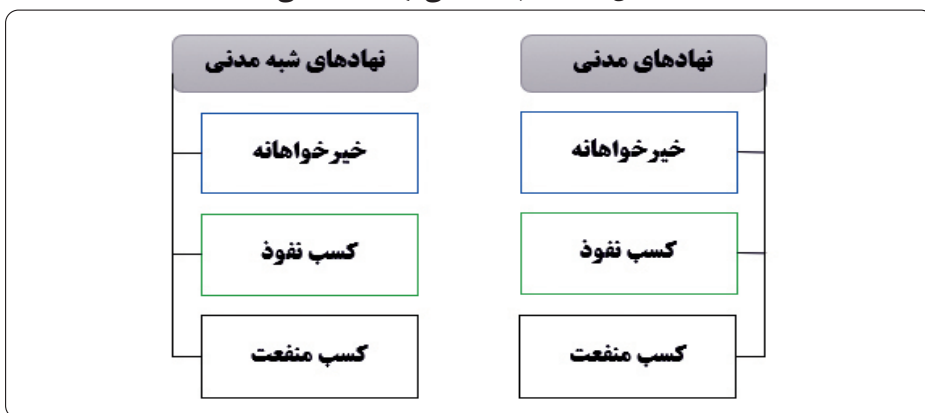 نهادهای مدنی
خیرخواهانه
کسب نفوذ
کسب منفعت
نهادهای شبه مدنی
خیرخواهانه
کسب نفوذ
کسب منفعت